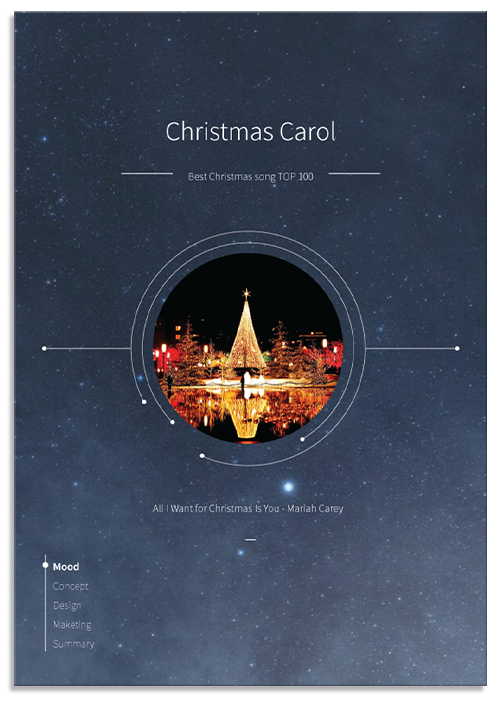 Christmas Carol
Best Christmas song TOP 100
All I Want for Christmas Is You - Mariah Carey
Mood
Concept
Design
Maketing
Summary